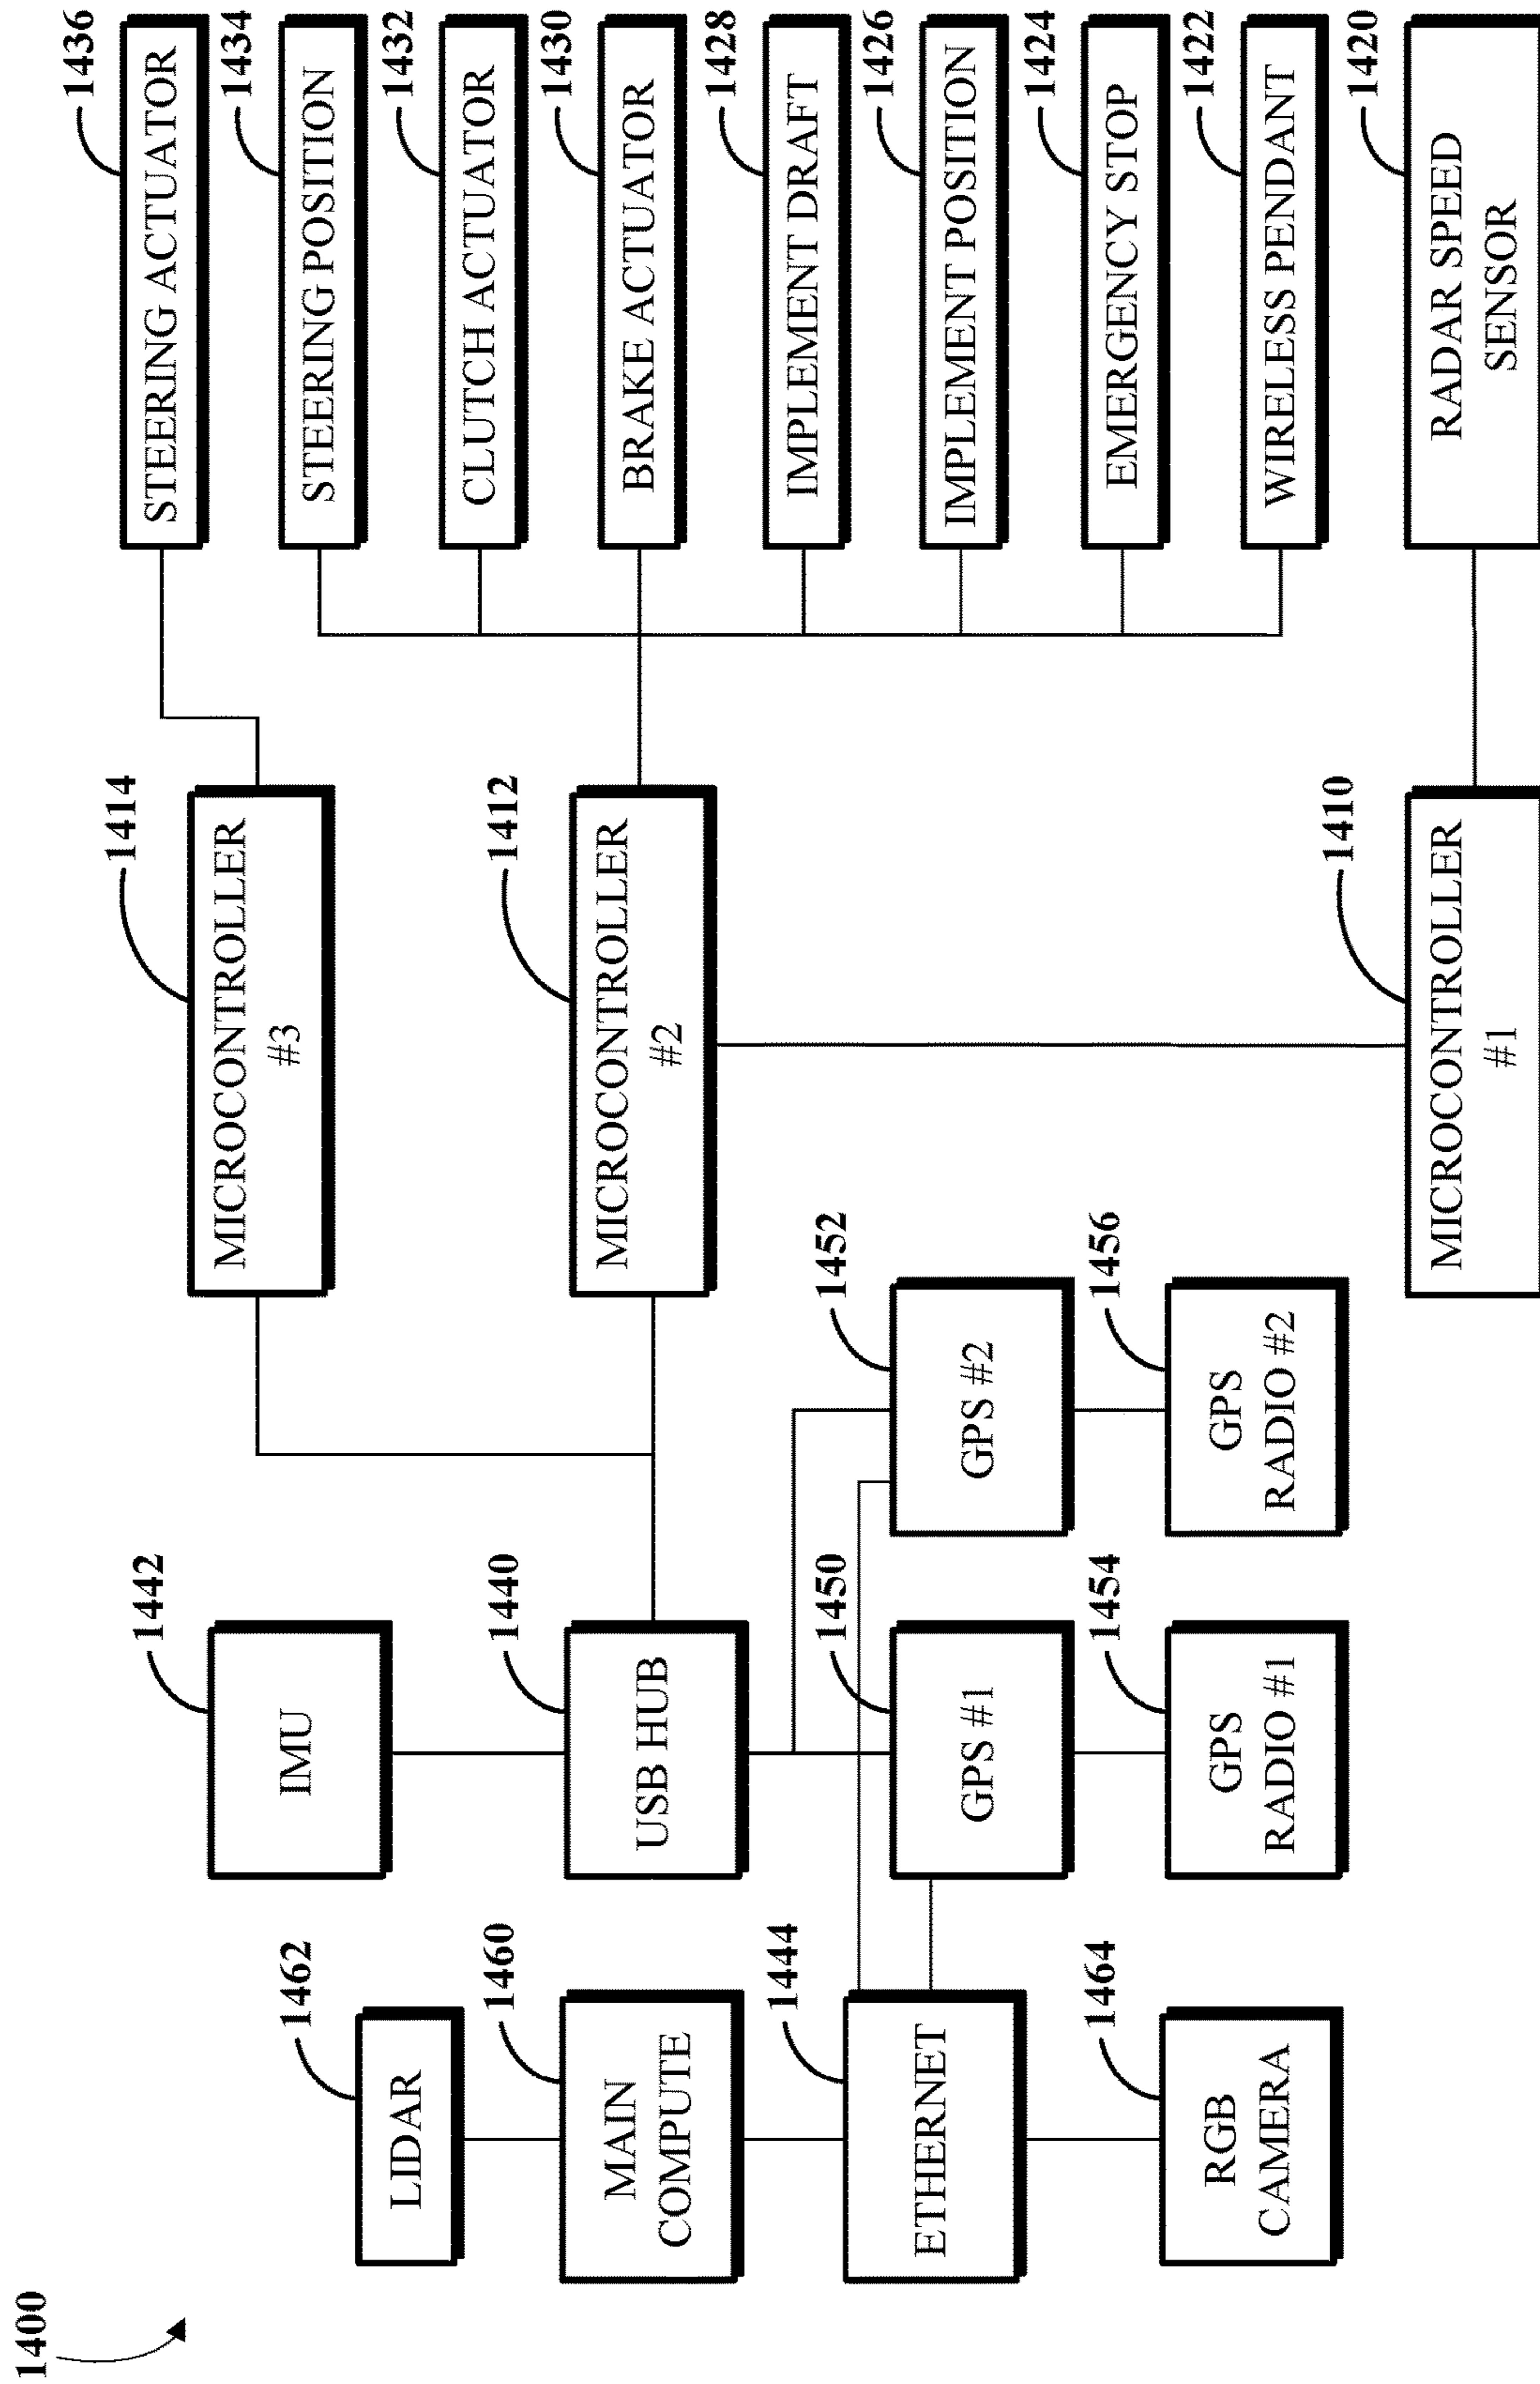 1400
1462
LIDAR
1460
MAIN
COMPUTE
1444
ETHERNET
1464
RGB
CAMERA
1442
IMU
1440
USB HUB
1450
GPS #1
1454
GPS
RADIO #1
1452
GPS #2
1456
GPS
RADIO #2
1414
MICROCONTROLLER
#3
1412
MICROCONTROLLER
#2
1410
MICROCONTROLLER
#1
1436
STEERING ACTUATOR
1434
STEERING POSITION
1432
CLUTCH ACTUATOR
1430
BRAKE ACTUATOR
1428
IMPLEMENT DRAFT
1426
IMPLEMENT POSITION
1424
EMERGENCY STOP
1422
WIRELESS PENDANT
1420
RADAR SPEED
SENSOR